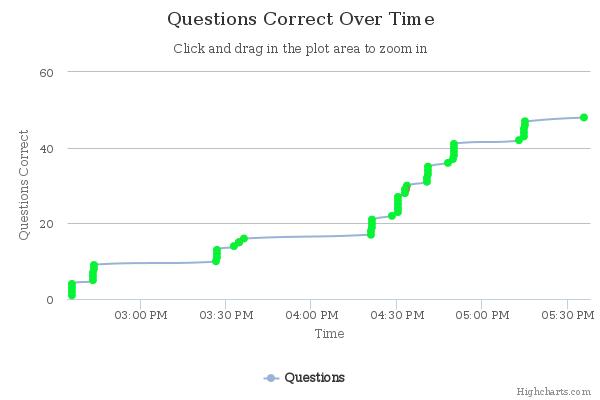 Questions Correct Over Time
Click and drag in the plot area to zoom in
Questions Correct
60
40
20
0
03:00 PM 03:30 PM 04:00 PM 04:30 PM 05:00 PM 05:30 PM
Time
Questions
Highcharts.com